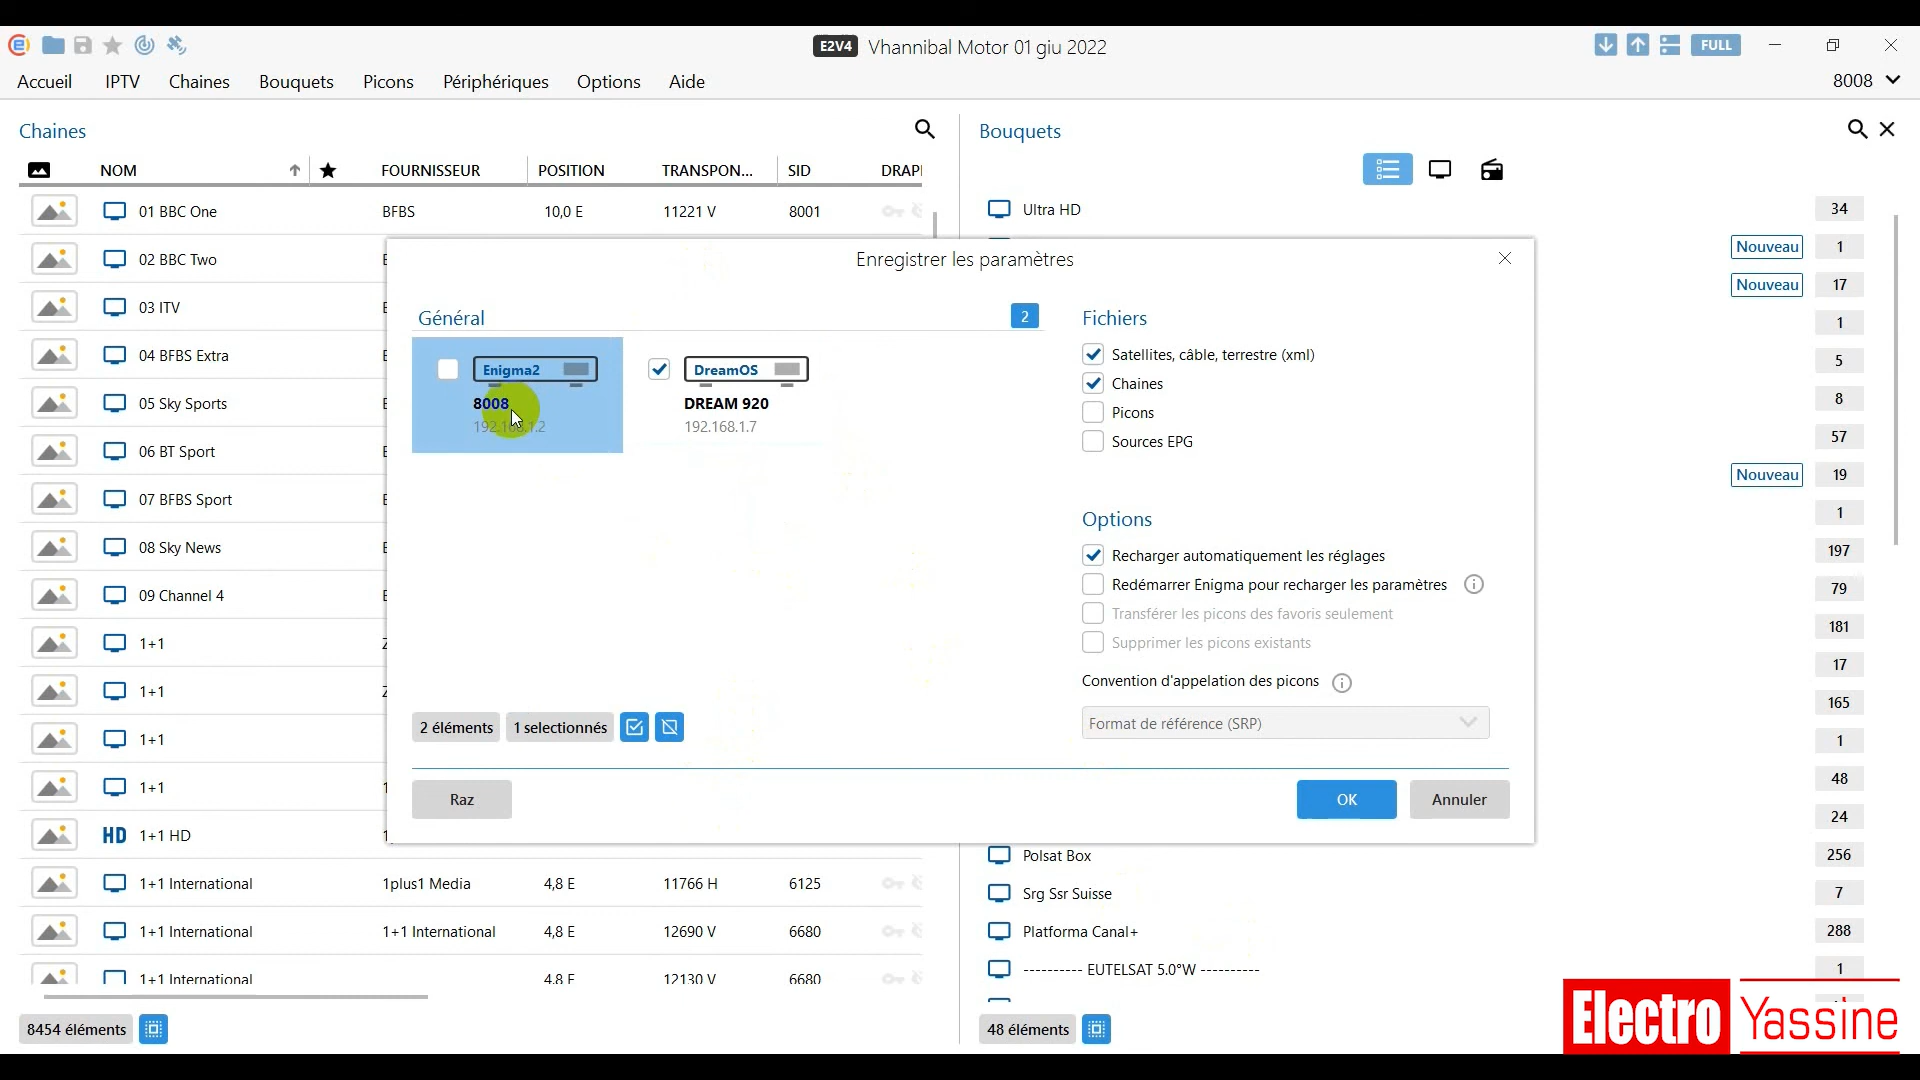 E2V4 Vhannibal Motor 01 giu 2022
FULL
Accueil IPTV Chaines Bouquets Picons Périphériques Options Aide
8008
Chaines
NOM FOURNISSEUR POSITION TRANSPON... SID DRAPI
01 BBC One BFBS 10,0 E 11221 V 8001
02 BBC Two
03 ITV
04 BFBS Extra
05 Sky Sports
06 BT Sport
07 BFBS Sport
08 Sky News
09 Channel 4
1+1
1+1
1+1
1+1
HD 1+1 HD
1+1 International 1plus1 Media 4,8 E 11766 H 6125
1+1 International 1+1 International 4,8 E 12690 V 6680
1+1 International 4,8 E 12130 V 6680
8454 éléments
Bouquets
Ultra HD 34
Nouveau 1
Nouveau 17
1
5
8
57
Nouveau 19
1
197
79
181
17
165
1
48
24
Polsat Box 256
Srg Ssr Suisse 7
Platforma Canal+ 288
---------- EUTELSAT 5.0°W ---------- 1
48 éléments
Enregistrer les paramètres
Général 2
Enigma2
8008
192.168.1.2
DreamOS
DREAM 920
192.168.1.7
2 éléments 1 selectionnés
Raz
Fichiers
Satellites, câble, terrestre (xml)
Chaines
Picons
Sources EPG
Options
Recharger automatiquement les réglages
Redémarrer Enigma pour recharger les paramètres
Transférer les picons des favoris seulement
Supprimer les picons existants
Convention d'appelation des picons
Format de référence (SRP)
OK Annuler
Electro Yassine